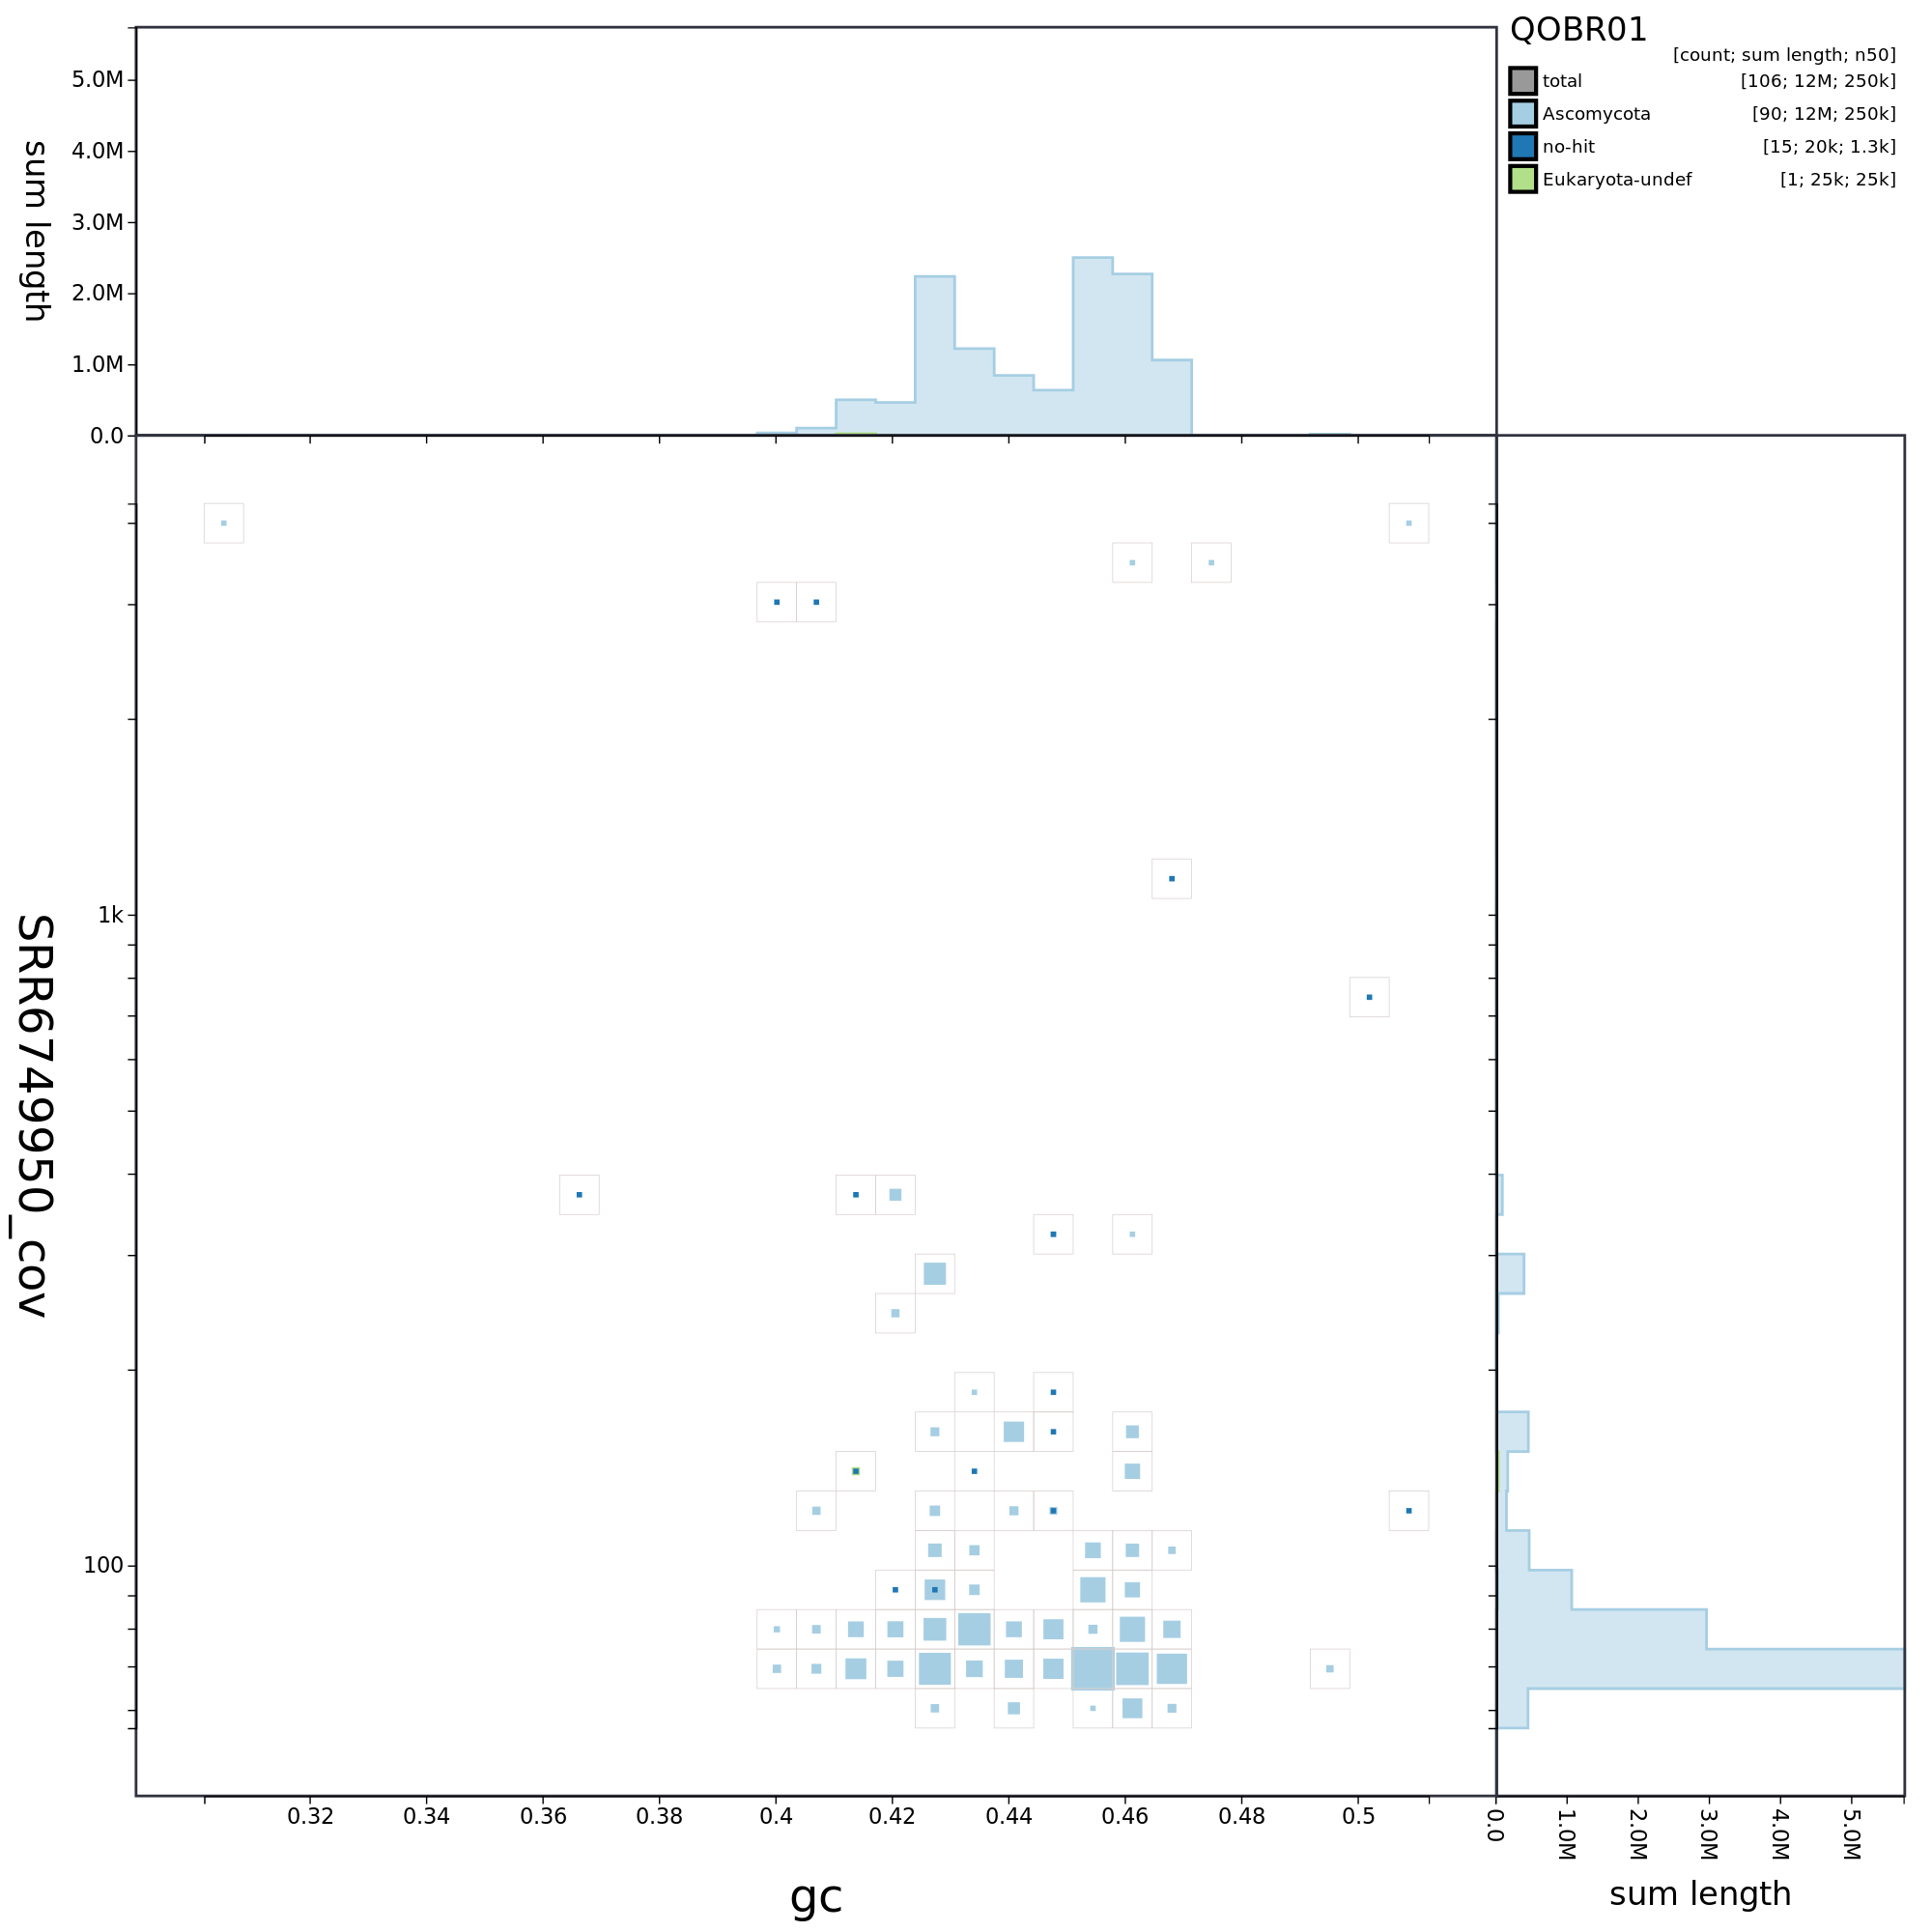 QOBR01
[count; sum length; n50]
total [106; 12M; 250k]
Ascomycota [90; 12M; 250k]
no-hit [15; 20k; 1.3k]
Eukaryota-undef [1; 25k; 25k]
sum length
5.0M
4.0M
3.0M
2.0M
1.0M
0.0
SRR6749950_cov
1k
100
0.32 0.34 0.36 0.38 0.4 0.42 0.44 0.46 0.48 0.5
gc
0.0 1.0M 2.0M 3.0M 4.0M 5.0M
sum length